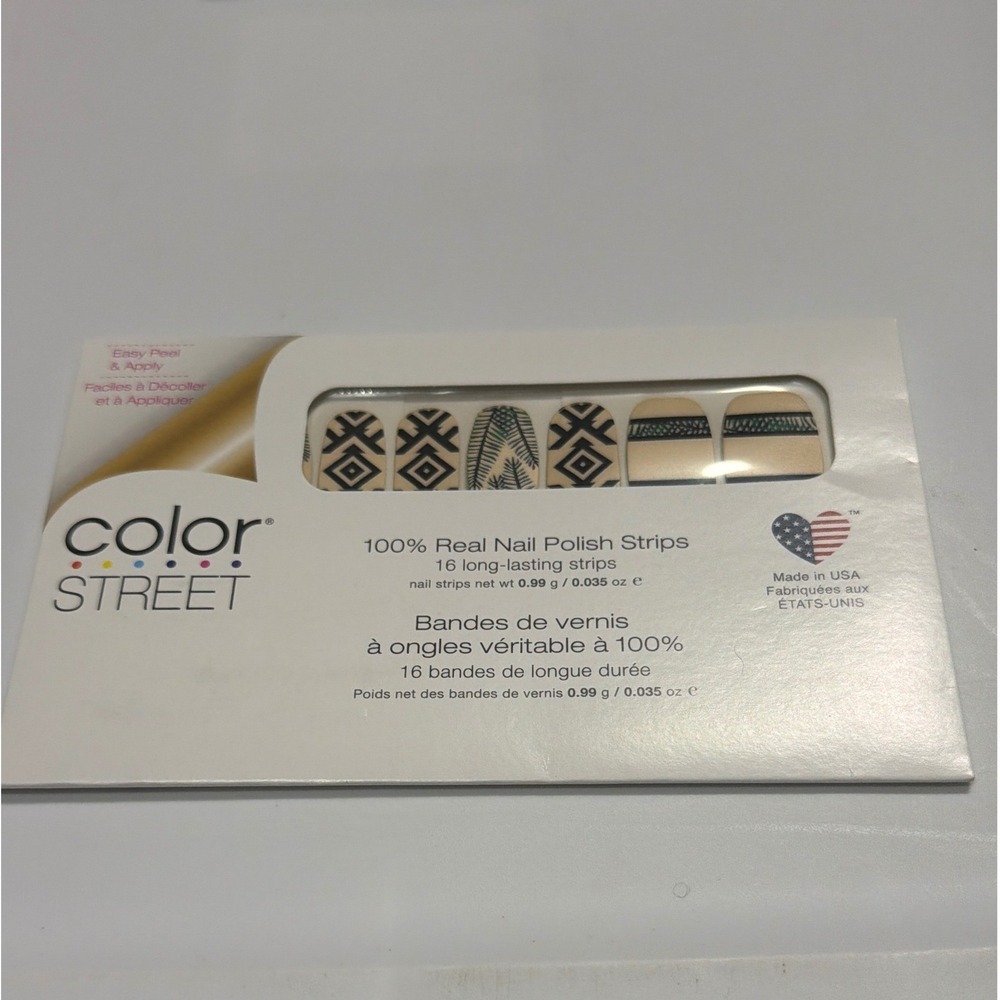 Easy Peel
& Apply
Faciles à Décoller
et à Appliquer
color®
STREET
100% Real Nail Polish Strips
16 long-lasting strips
nail strips net wt 0.99 g / 0.035 oz ℮
Bandes de vernis
à ongles véritable à 100%
16 bandes de longue durée
Poids net des bandes de vernis 0.99 g / 0.035 oz ℮
TM
Made in USA
Fabriquées aux
ÉTATS-UNIS